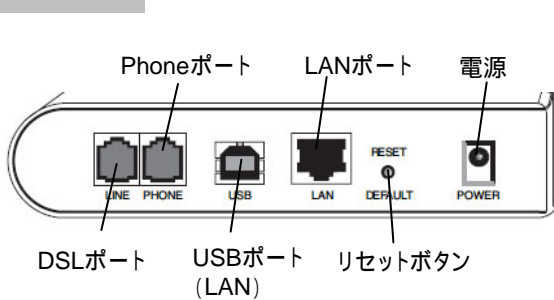 Phoneポート
LANポート
電源
RESET
LINE PHONE USB LAN DEFAULT POWER
DSLポート
USBポート
リセットボタン
(LAN)